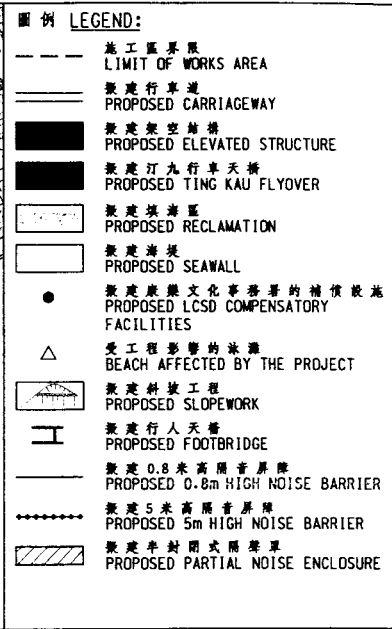 圖例 LEGEND:
施工區界限
LIMIT OF WORKS AREA
擬建行車道
PROPOSED CARRIAGEWAY
擬建架空結構
PROPOSED ELEVATED STRUCTURE
擬建汀九行車天橋
PROPOSED TING KAU FLYOVER
擬建填海區
PROPOSED RECLAMATION
擬建海堤
PROPOSED SEAWALL
擬建康樂文化事務署的補償設施
PROPOSED LCSD COMPENSATORY
FACILITIES
受工程影響的泳灘
BEACH AFFECTED BY THE PROJECT
擬建斜坡工程
PROPOSED SLOPEWORK
擬建行人天橋
PROPOSED FOOTBRIDGE
擬建 0.8 米高隔音屏障
PROPOSED 0.8m HIGH NOISE BARRIER
擬建 5 米高隔音屏障
PROPOSED 5m HIGH NOISE BARRIER
擬建半封閉式隔聲罩
PROPOSED PARTIAL NOISE ENCLOSURE